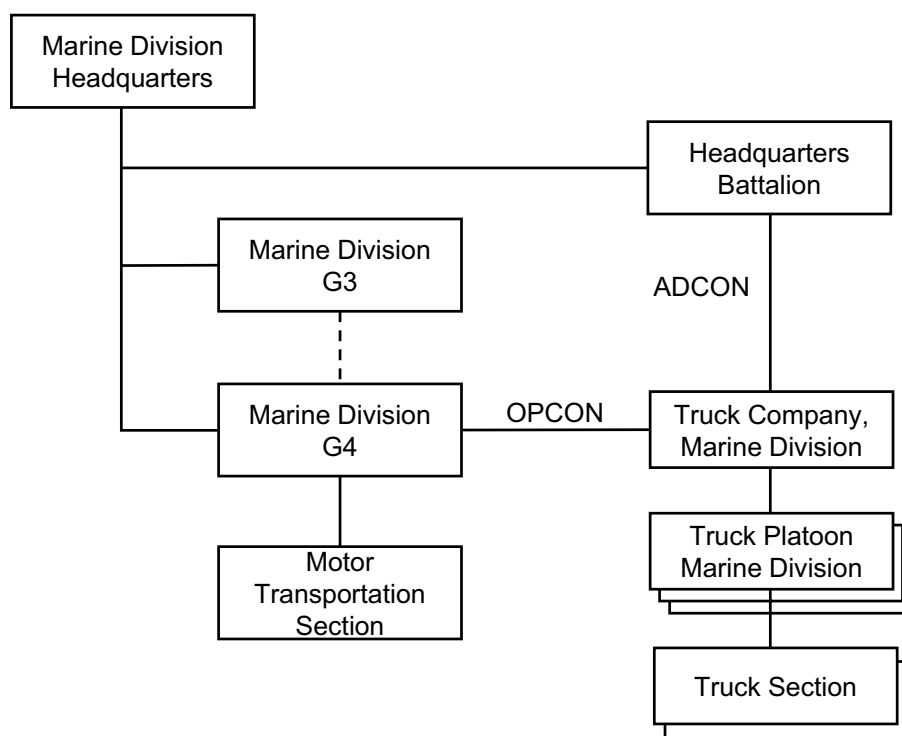 Marine Division
Headquarters
Headquarters
Battalion
Marine Division
G3
ADCON
Marine Division
G4
OPCON
Truck Company,
Marine Division
Truck Platoon
Marine Division
Motor
Transportation
Section
Truck Section